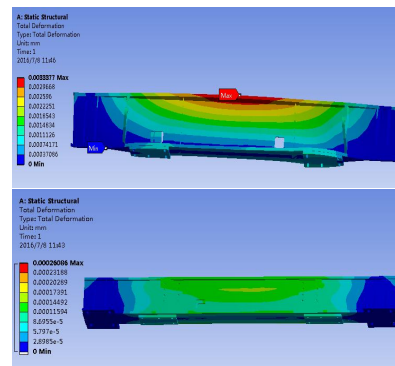 A: Static Structural
Total Deformation
Type: Total Deformation
Unit: mm
Time: 1
2016/7/8 11:46
0.0033377 Max
0.0029668
0.002596
0.0022251
0.0018543
0.0014834
0.0011126
0.00074171
0.00037086
0 Min
Max
Min
A: Static Structural
Total Deformation
Type: Total Deformation
Unit: mm
Time: 1
2016/7/8 11:43
0.00026086 Max
0.00023188
0.00020289
0.00017391
0.00014492
0.00011594
8.6955e-5
5.797e-5
2.8985e-5
0 Min